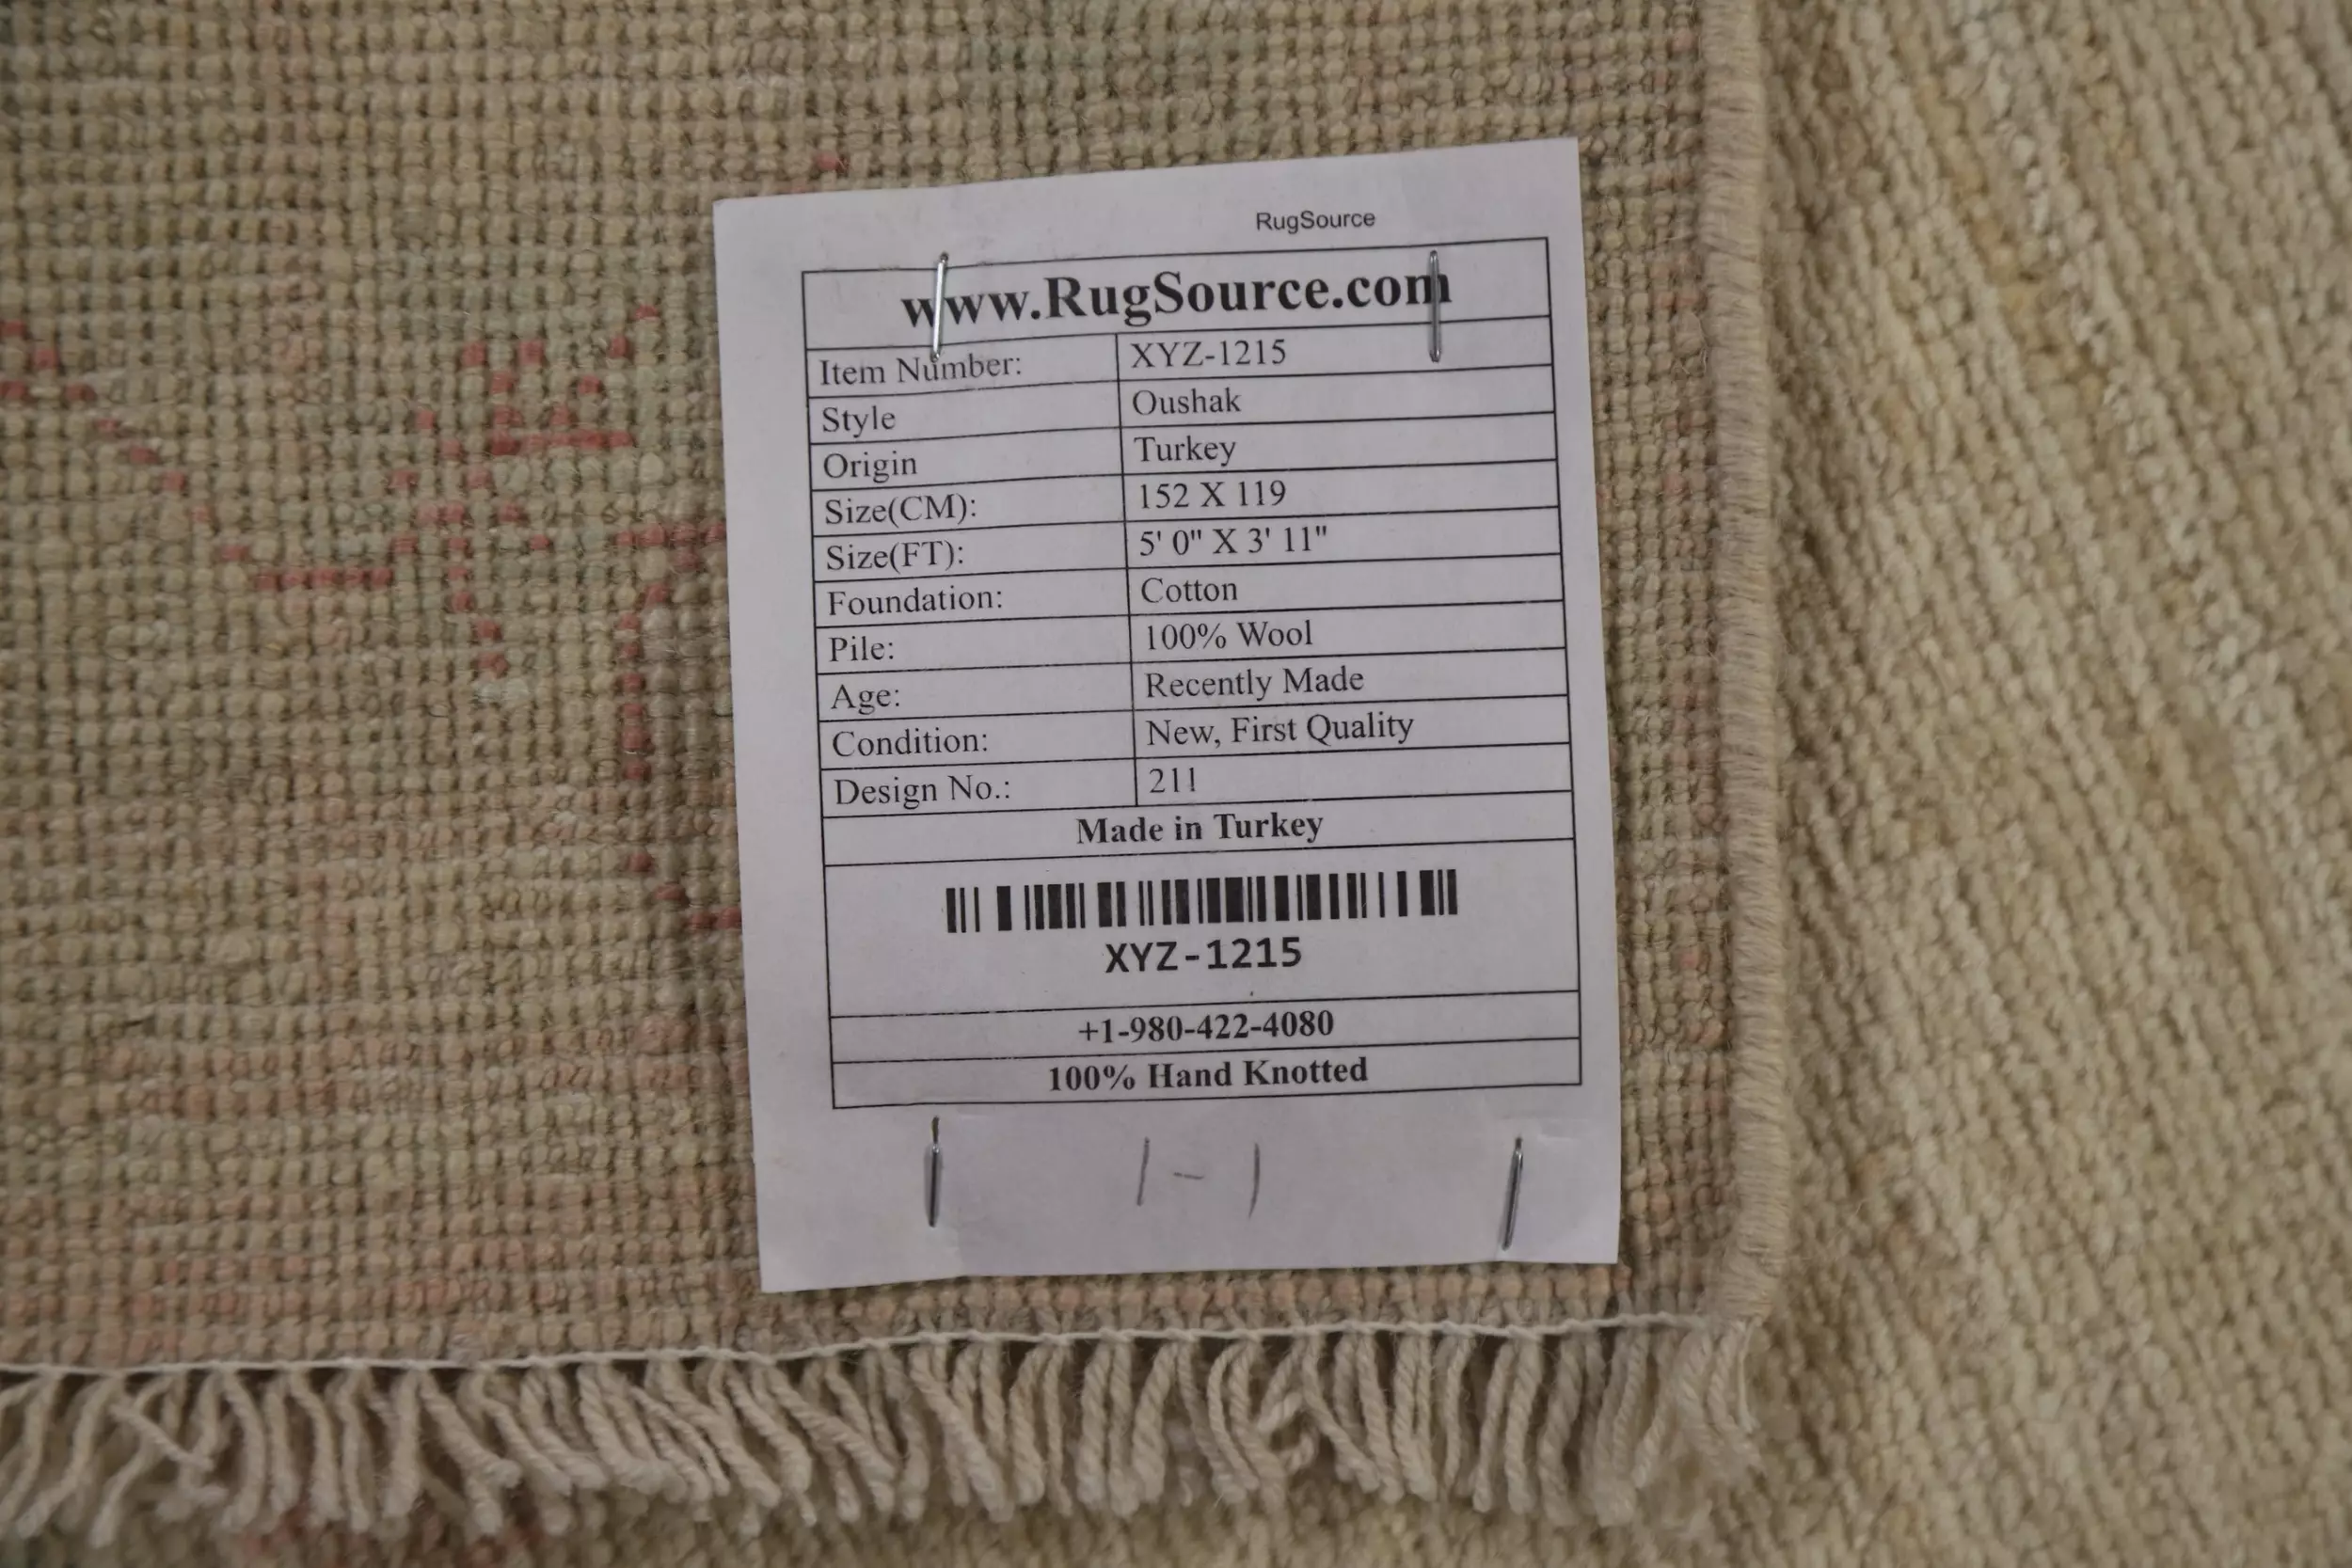 RugSource
www.RugSource.com
Item Number: XYZ-1215
Style Oushak
Origin Turkey
Size(CM): 152 X 119
Size(FT): 5' 0" X 3' 11"
Foundation: Cotton
Pile: 100% Wool
Age: Recently Made
Condition: New, First Quality
Design No.: 211
Made in Turkey
XYZ-1215
+1-980-422-4080
100% Hand Knotted
1-1